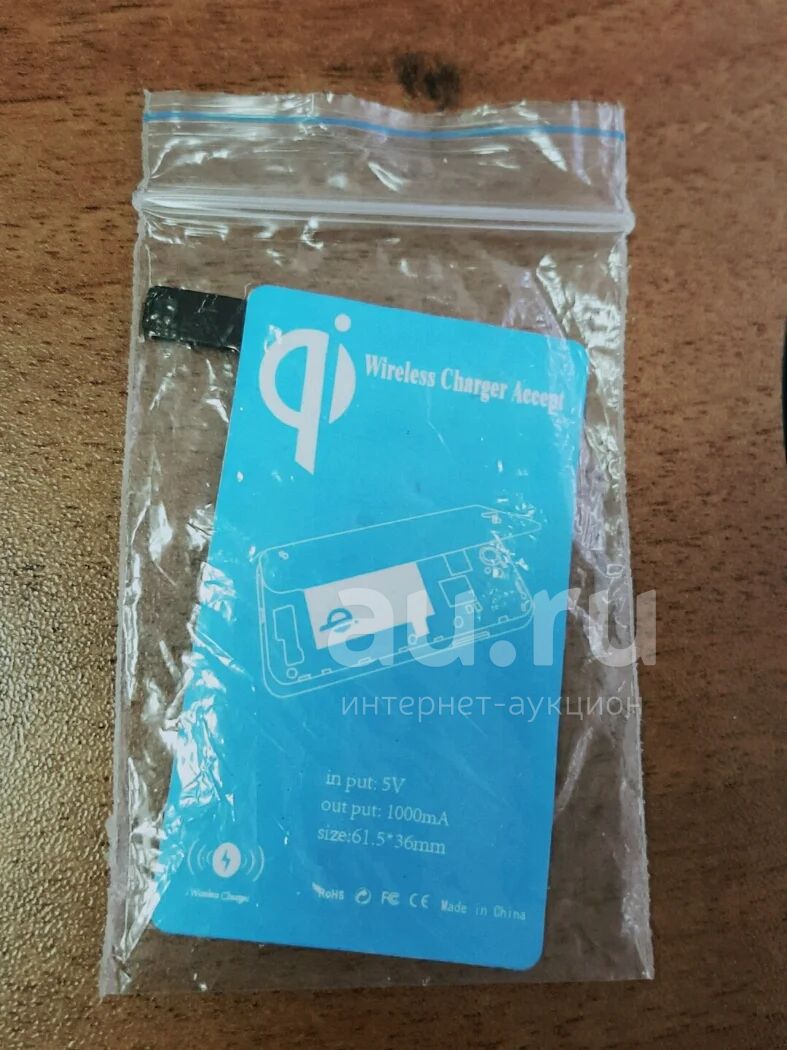 qi
Wireless Charger Accept
au.ru
интернет-аукцион
in put: 5V
out put: 1000mA
size:61.5*36mm
Wireless Charger
RoHS FC CE Made in China